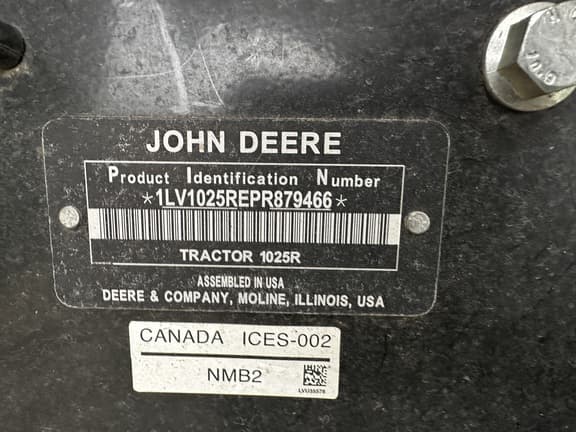 JOHN DEERE
Product Identification Number
*1LV1025REPR879466*
TRACTOR 1025R
ASSEMBLED IN USA
DEERE & COMPANY, MOLINE, ILLINOIS, USA
CANADA ICES-002
NMB2